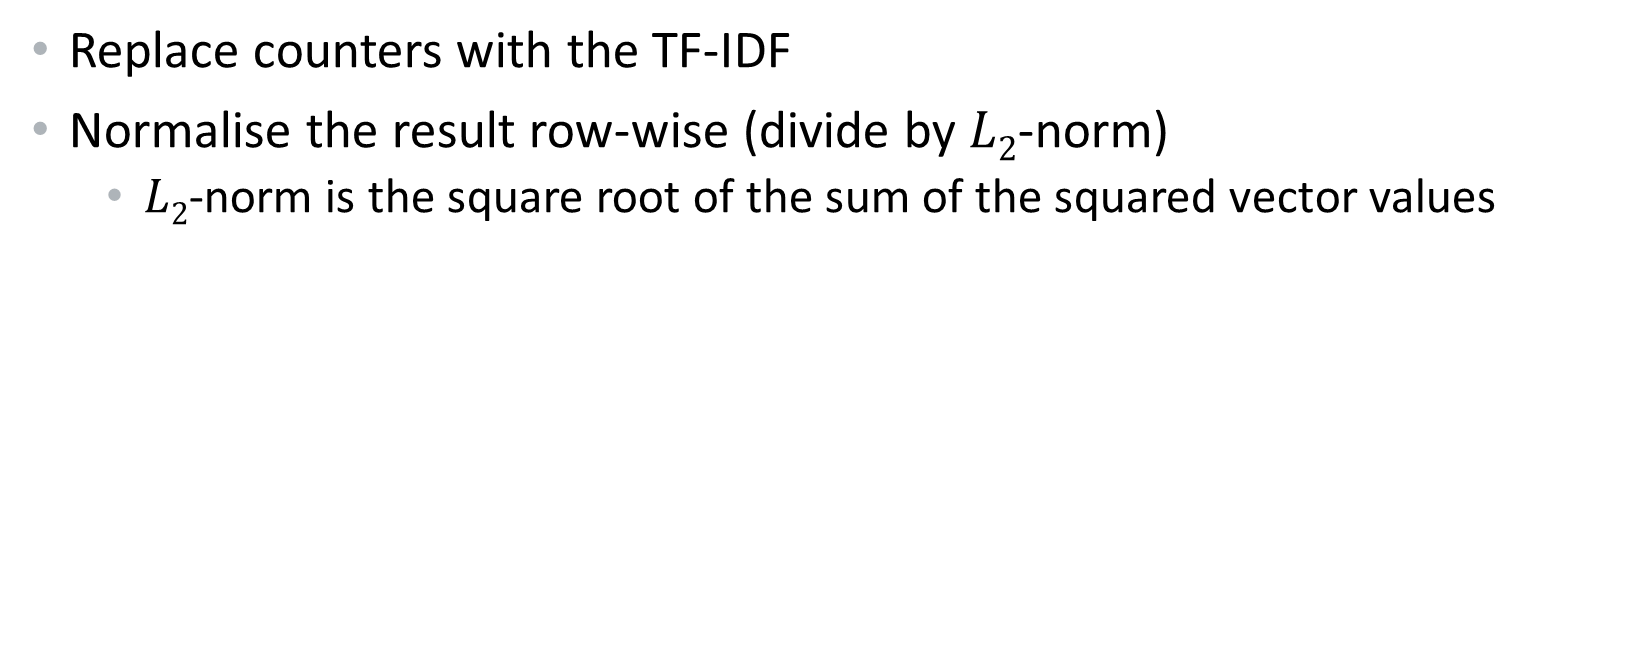 • Replace counters with the TF-IDF
• Normalise the result row-wise (divide by L₂-norm)
• L₂-norm is the square root of the sum of the squared vector values